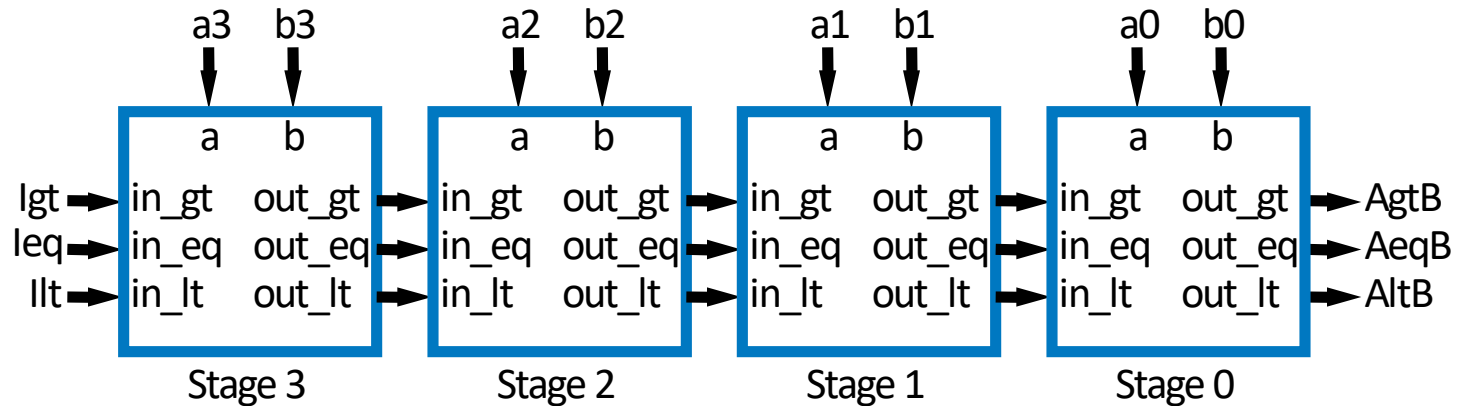 a3 b3 a2 b2 a1 b1 a0 b0
a b a b a b a b
Igt in_gt out_gt in_gt out_gt in_gt out_gt in_gt out_gt AgtB
Ieq in_eq out_eq in_eq out_eq in_eq out_eq in_eq out_eq AeqB
Ilt in_lt out_lt in_lt out_lt in_lt out_lt in_lt out_lt AltB
Stage 3 Stage 2 Stage 1 Stage 0